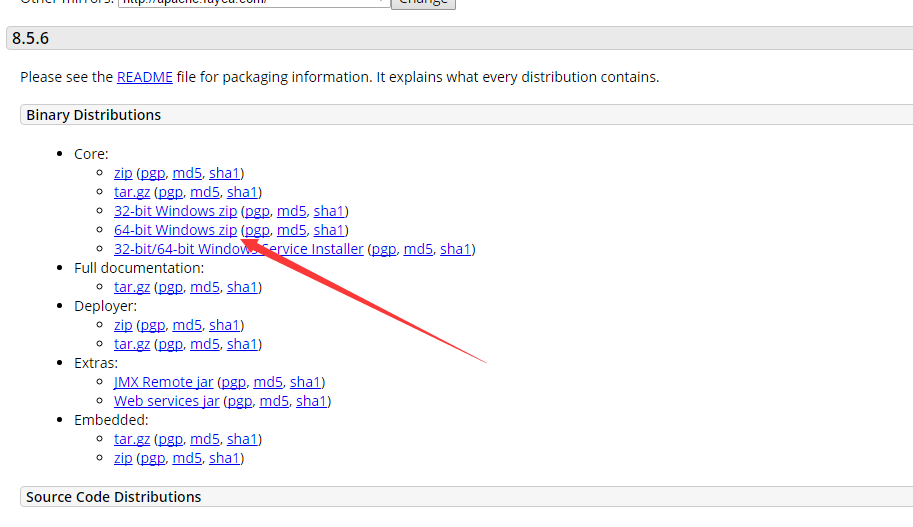 Other mirrors: http://apache.fayea.com/ Change
8.5.6
Please see the README file for packaging information. It explains what every distribution contains.
Binary Distributions
Core:
zip (pgp, md5, sha1)
tar.gz (pgp, md5, sha1)
32-bit Windows zip (pgp, md5, sha1)
64-bit Windows zip (pgp, md5, sha1)
32-bit/64-bit Windows Service Installer (pgp, md5, sha1)
Full documentation:
tar.gz (pgp, md5, sha1)
Deployer:
zip (pgp, md5, sha1)
tar.gz (pgp, md5, sha1)
Extras:
JMX Remote jar (pgp, md5, sha1)
Web services jar (pgp, md5, sha1)
Embedded:
tar.gz (pgp, md5, sha1)
zip (pgp, md5, sha1)
Source Code Distributions